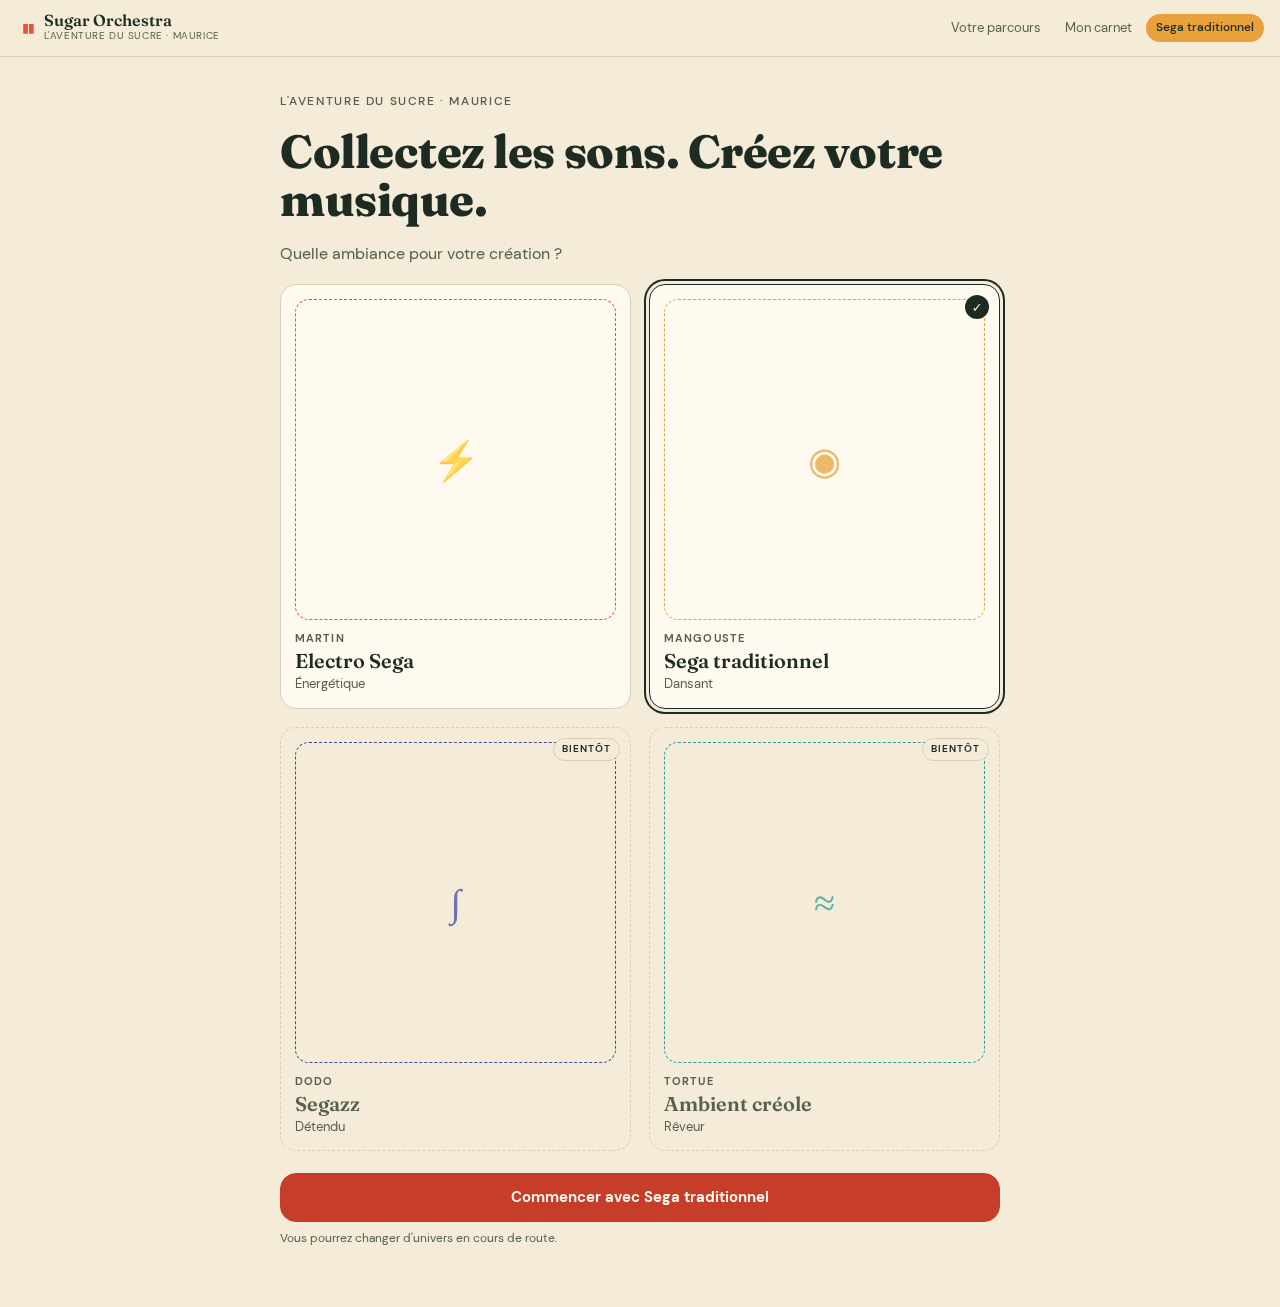 Sugar Orchestra
L'AVENTURE DU SUCRE · MAURICE
Votre parcours
Mon carnet
Sega traditionnel
L'AVENTURE DU SUCRE · MAURICE
Collectez les sons. Créez votre
musique.
Quelle ambiance pour votre création ?
MARTIN
Electro Sega
Énergétique
MANGOUSTE
Sega traditionnel
Dansant
BIENTÔT
DODO
Segazz
Détendu
BIENTÔT
TORTUE
Ambient créole
Rêveur
Commencer avec Sega traditionnel
Vous pourrez changer d'univers en cours de route.